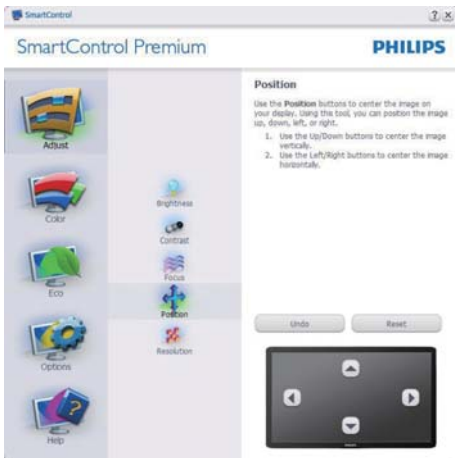 SmartControl
SmartControl Premium
PHILIPS
Adjust
Color
Eco
Options
Help
Brightness
Contrast
Focus
Position
Resolution
Position
Use the Position buttons to center the image on
your display. Using this tool, you can position the image
up, down, left, or right.
1. Use the Up/Down buttons to center the image
vertically.
2. Use the Left/Right buttons to center the image
horizontally.
Undo
Reset